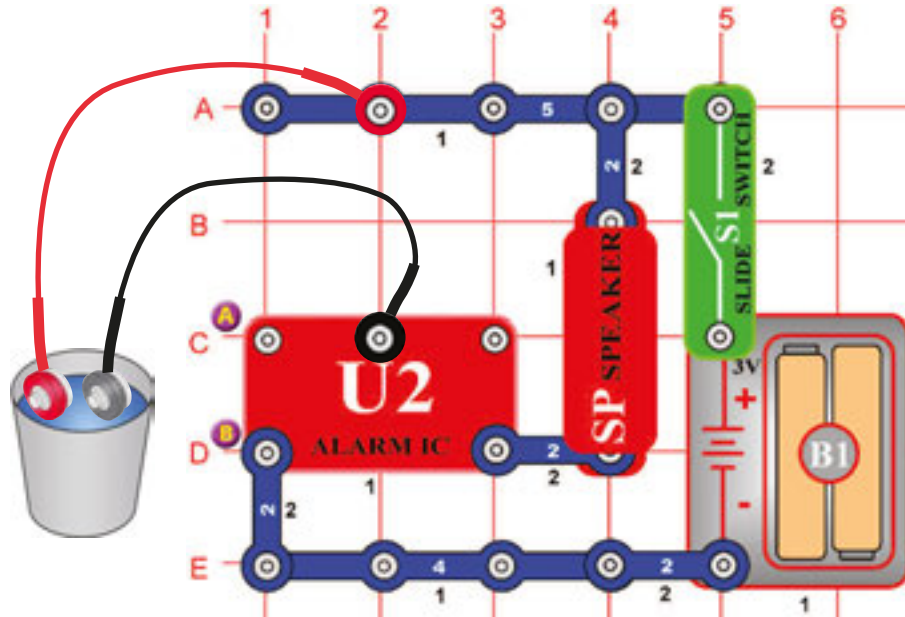 1 2 3 4 5 6
A 5
1
2 2 2
B
1
SP SPEAKER
SLIDE S1 SWITCH
A
C
U2
ALARM IC
3V
+
-
B1
B
D 2
1 2
2 2
E 4 2
1 2 1